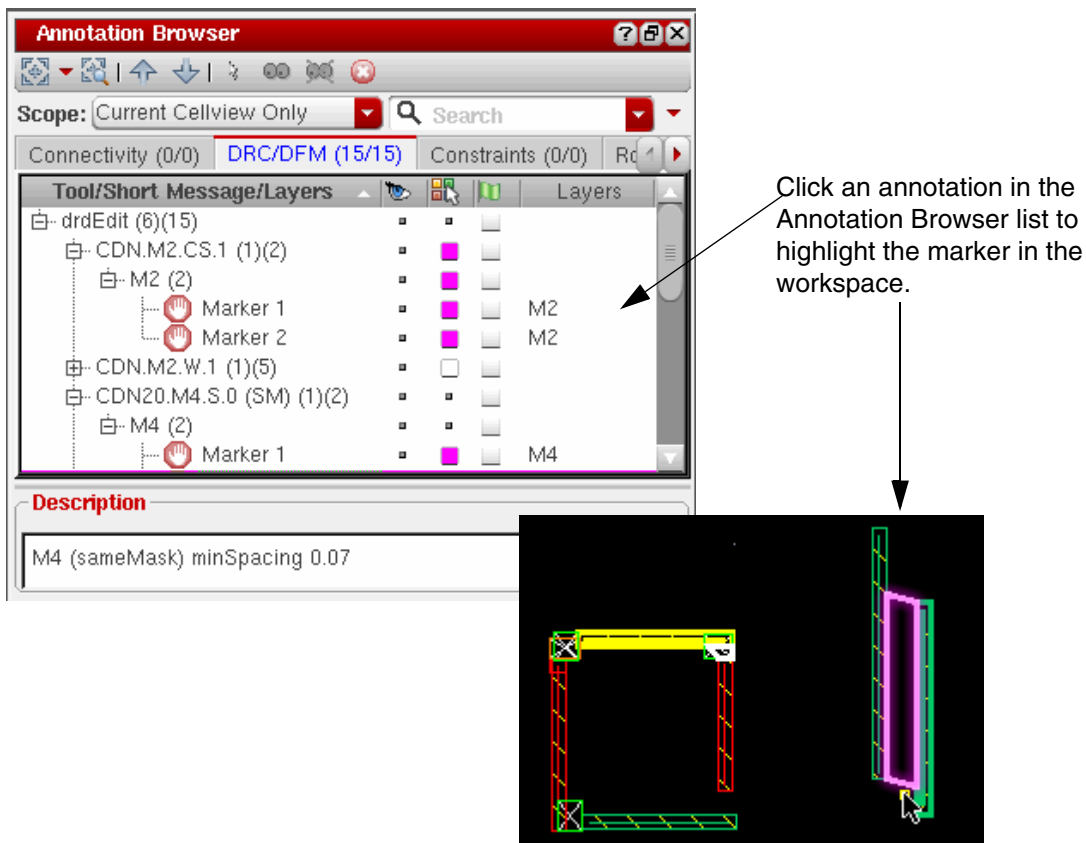 Annotation Browser
Scope: Current Cellview Only Search
Connectivity (0/0) DRC/DFM (15/15) Constraints (0/0)
Tool/Short Message/Layers Layers
drdEdit (6)(15)
CDN.M2.CS.1 (1)(2)
M2 (2)
Marker 1 M2
Marker 2 M2
CDN.M2.W.1 (1)(5)
CDN20.M4.S.0 (SM) (1)(2)
M4 (2)
Marker 1 M4
Description
M4 (sameMask) minSpacing 0.07
Click an annotation in the
Annotation Browser list to
highlight the marker in the
workspace.